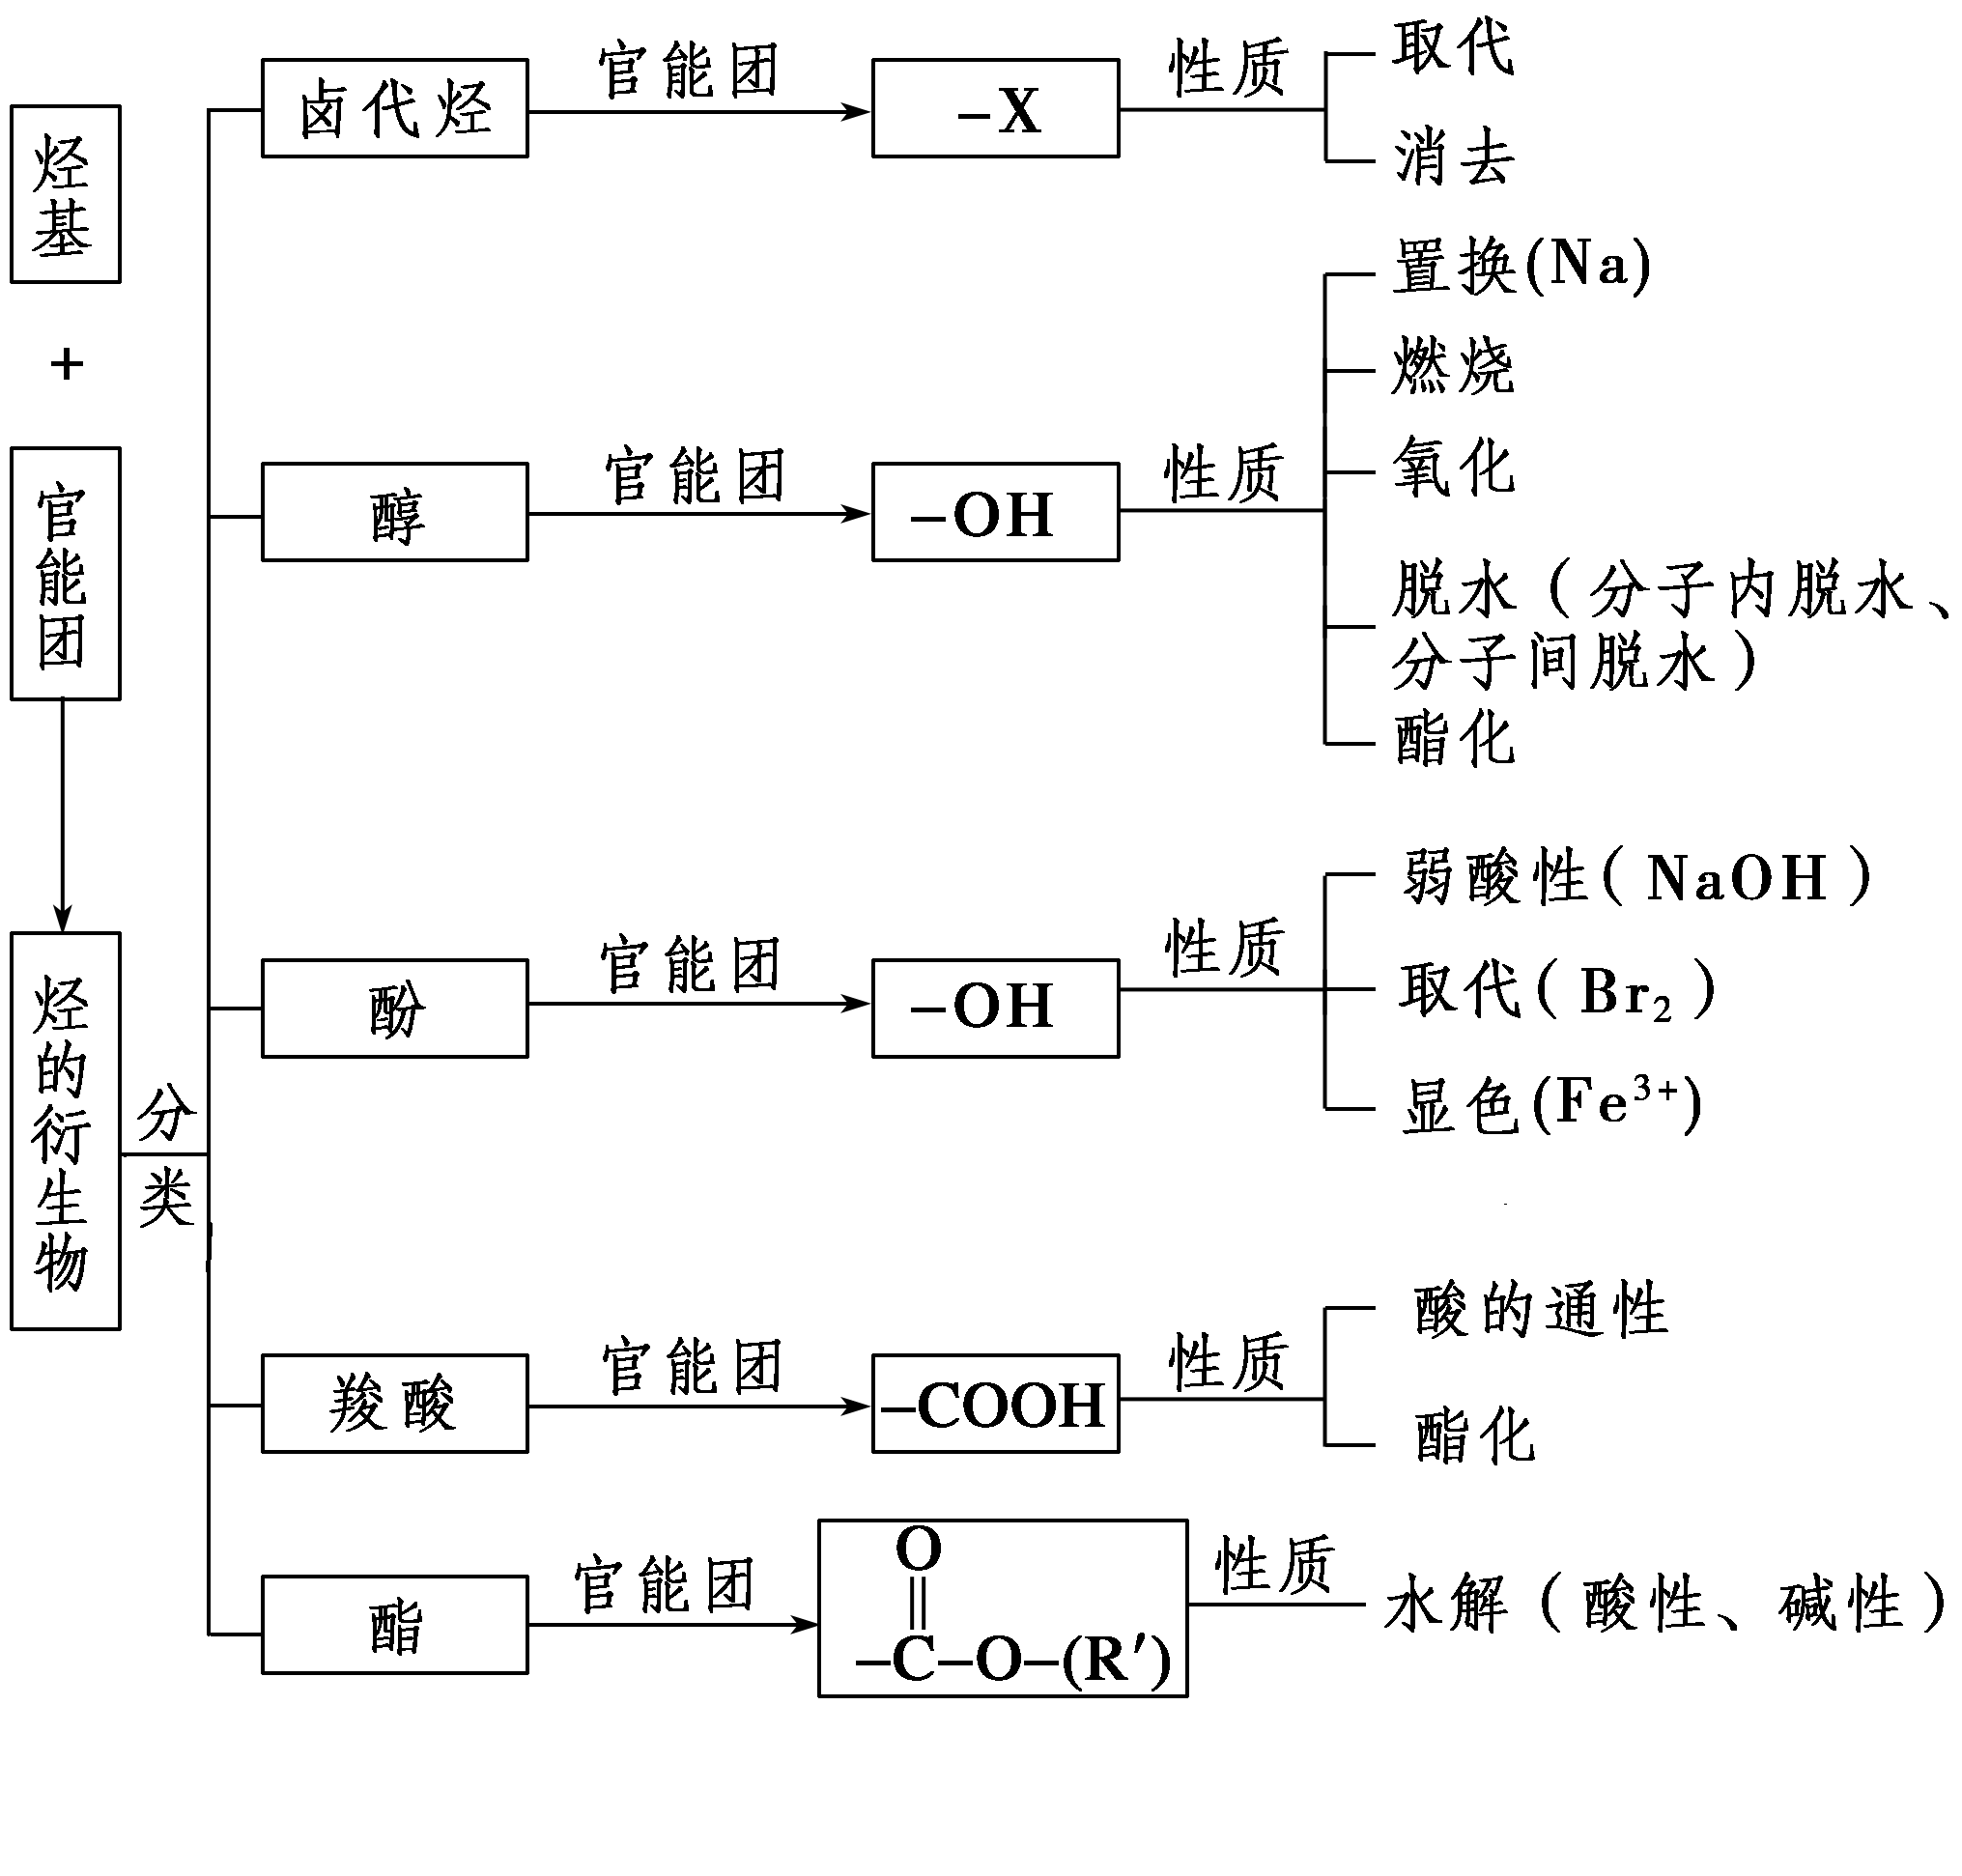 烃基
+
官能团
烃的衍生物
分类
卤代烃
官能团
–X
性质
取代
消去
醇
官能团
–OH
性质
置换(Na)
燃烧
氧化
脱水(分子内脱水、
分子间脱水)
酯化
酚
官能团
–OH
性质
弱酸性(NaOH)
取代(Br₂)
显色(Fe³⁺)
羧酸
官能团
–COOH
性质
酸的通性
酯化
酯
官能团
O
–C–O–(R′)
性质
水解(酸性、碱性)